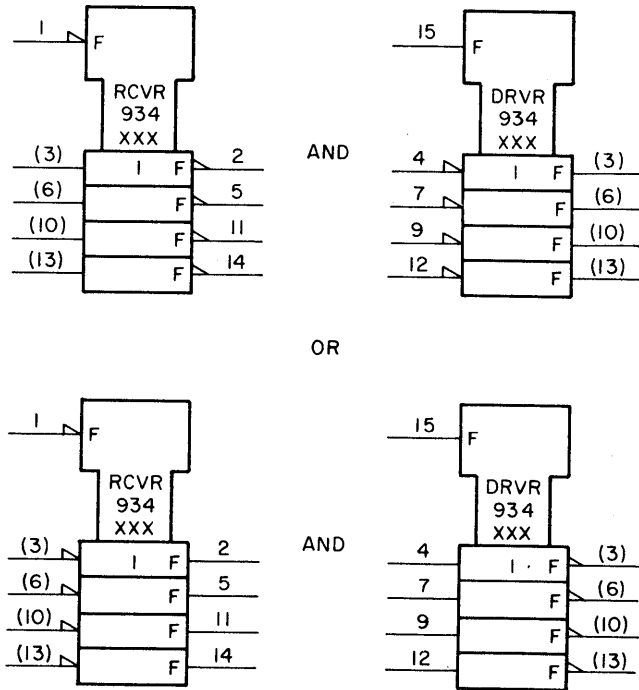 1 F 15 F
RCVR DRVR
934 AND 934
XXX XXX
(3) 1 F 2 4 1 F (3)
(6) F 5 7 F (6)
(10) F 11 9 F (10)
(13) F 14 12 F (13)
OR
1 F 15 F
RCVR DRVR
934 934
XXX AND XXX
(3) 1 F 2 4 1 F (3)
(6) F 5 7 F (6)
(10) F 11 9 F (10)
(13) F 14 12 F (13)